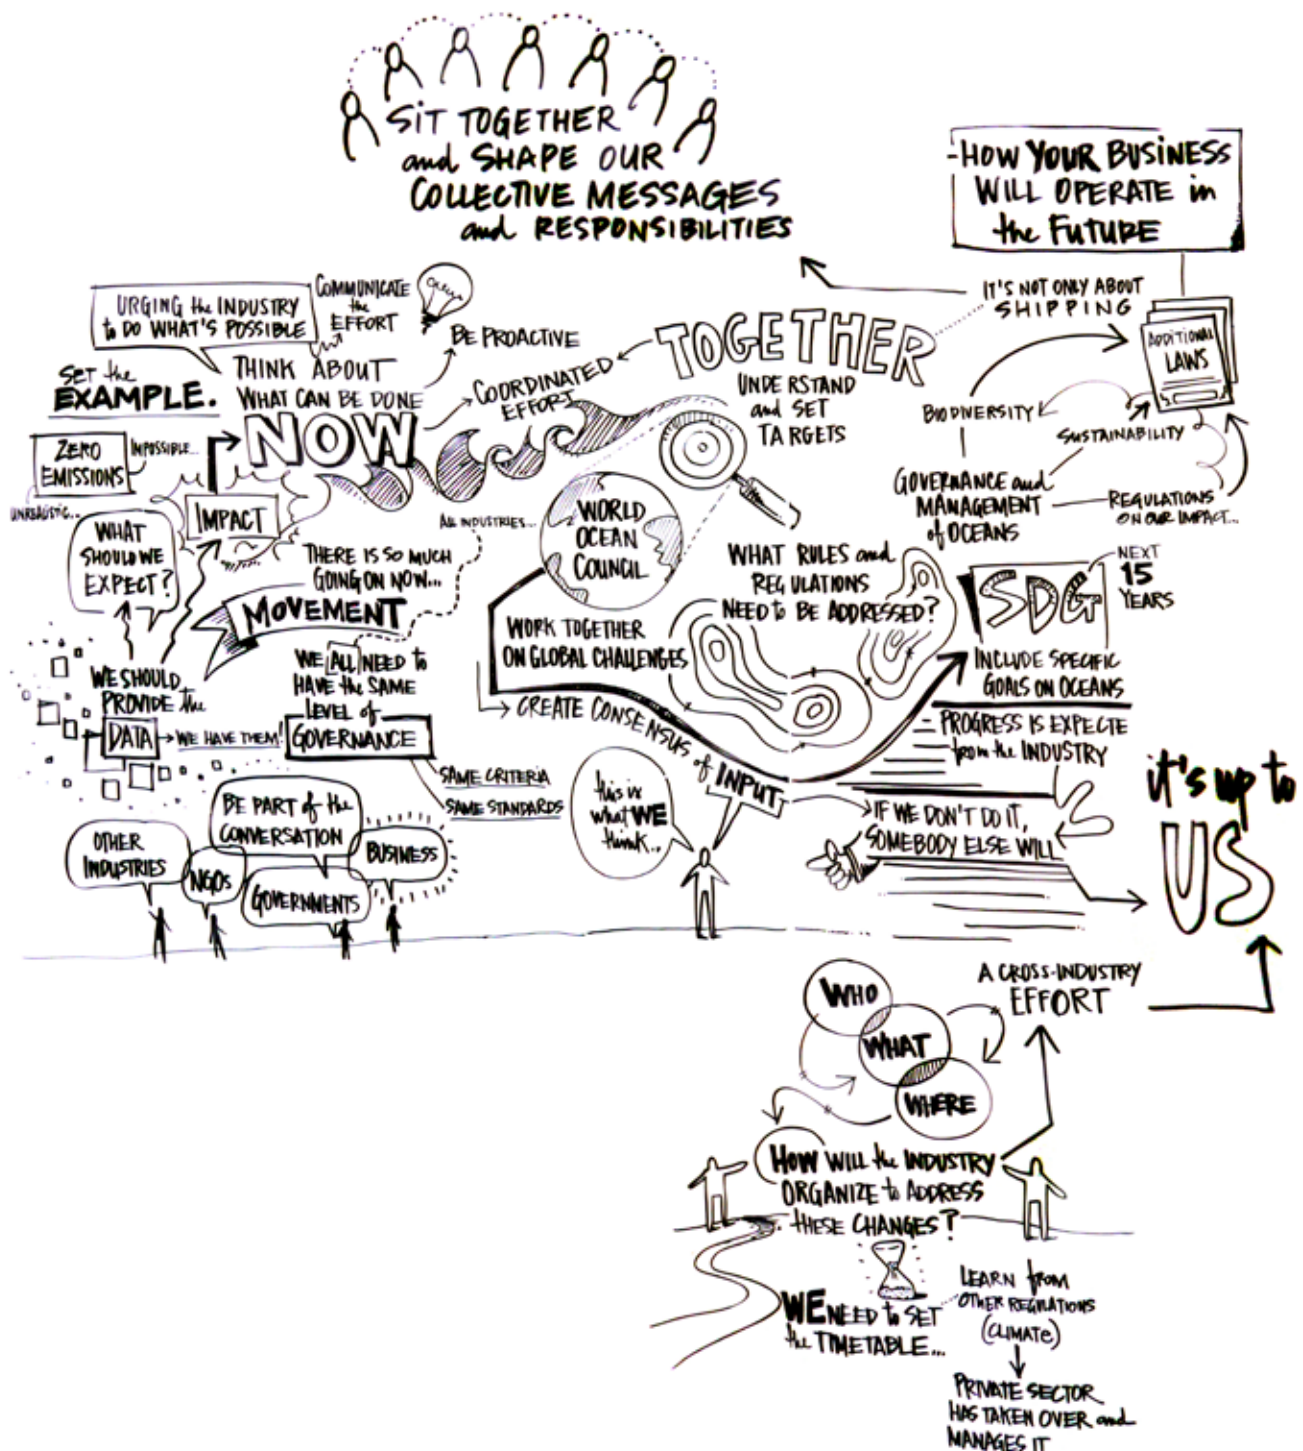 SIT TOGETHER
and SHAPE OUR
COLLECTIVE MESSAGES
and RESPONSIBILITIES
-HOW YOUR BUSINESS
WILL OPERATE in
the FUTURE
IT'S NOT ONLY ABOUT
SHIPPING
ADDITIONAL
LAWS
URGING the INDUSTRY
to DO WHAT'S POSSIBLE
COMMUNICATE
the
EFFORT
BE PROACTIVE
SET the
EXAMPLE.
THINK ABOUT
WHAT CAN BE DONE
NOW
COORDINATED
EFFORT
TOGETHER
UNDERSTAND
and SET
TARGETS
BIODIVERSITY
SUSTAINABILITY
GOVERNANCE and
MANAGEMENT
of OCEANS
REGULATIONS
ON OUR IMPACT...
ZERO
EMISSIONS
IMPOSSIBLE...
UNREALISTIC...
WHAT
SHOULD WE
EXPECT?
IMPACT
ALL INDUSTRIES...
THERE IS SO MUCH
GOING ON NOW...
MOVEMENT
WORLD
OCEAN
COUNCIL
WHAT RULES and
REGULATIONS
NEED to BE ADDRESSED?
SDG
NEXT
15
YEARS
INCLUDE SPECIFIC
GOALS ON OCEANS
PROGRESS IS EXPECTE
from the INDUSTRY
WE SHOULD
PROVIDE the
DATA
WE HAVE THEM!
WE ALL NEED to
HAVE the SAME
LEVEL of
GOVERNANCE
SAME CRITERIA
SAME STANDARDS
WORK TOGETHER
ON GLOBAL CHALLENGES
CREATE CONSENSUS of INPUT
this is
what WE
think..
IF WE DON'T DO IT,
SOMEBODY ELSE WILL
it's up to
US
BE PART of the
CONVERSATION
OTHER
INDUSTRIES
NGOs
GOVERNMENTS
BUSINESS
WHO
WHAT
WHERE
A CROSS-INDUSTRY
EFFORT
HOW WILL the INDUSTRY
ORGANIZE to ADDRESS
THESE CHANGES?
WE NEED to SET
the TIMETABLE...
LEARN from
OTHER REGULATIONS
(CLIMATE)
PRIVATE SECTOR
HAS TAKEN OVER and
MANAGES IT